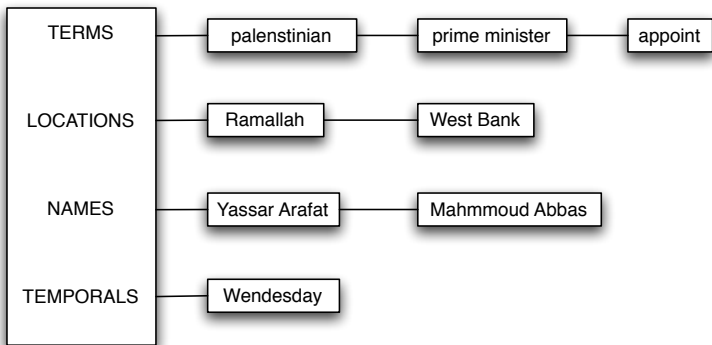 TERMS palenstinian prime minister appoint
LOCATIONS Ramallah West Bank
NAMES Yassar Arafat Mahmmoud Abbas
TEMPORALS Wendesday